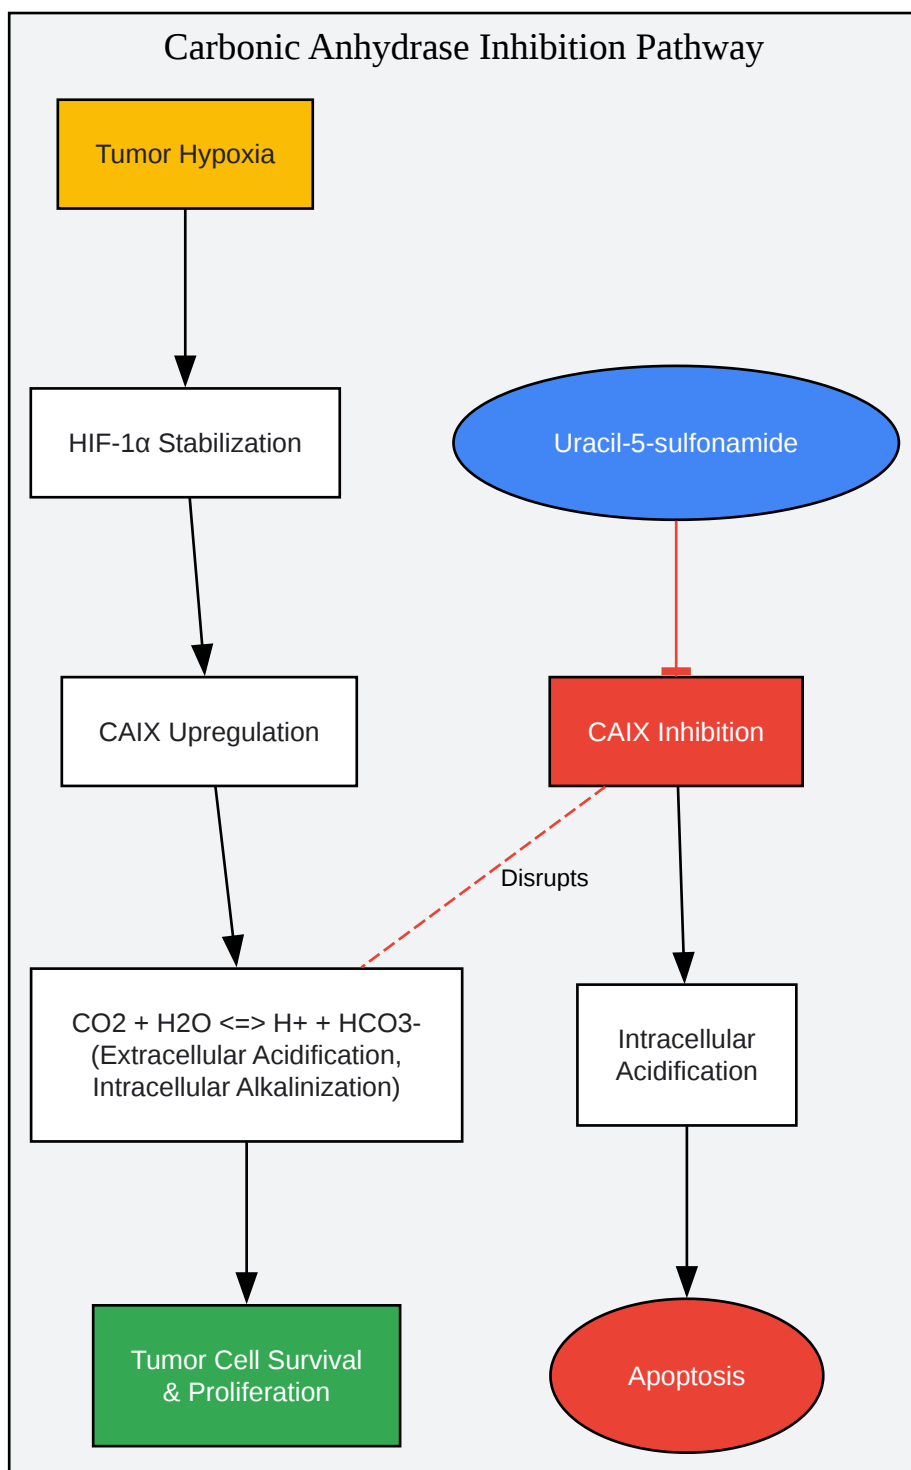 Carbonic Anhydrase Inhibition Pathway
Tumor Hypoxia
HIF-1α Stabilization
Uracil-5-sulfonamide
CAIX Upregulation
CAIX Inhibition
Disrupts
CO2 + H2O <=> H+ + HCO3-
(Extracellular Acidification,
Intracellular Alkalinization)
Intracellular
Acidification
Tumor Cell Survival
& Proliferation
Apoptosis